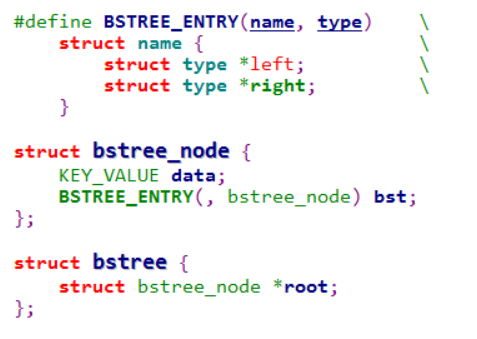 #define BSTREE_ENTRY(name, type) \
    struct name { \
        struct type *left; \
        struct type *right; \
    }
struct bstree_node {
    KEY_VALUE data;
    BSTREE_ENTRY(, bstree_node) bst;
};
struct bstree {
    struct bstree_node *root;
};